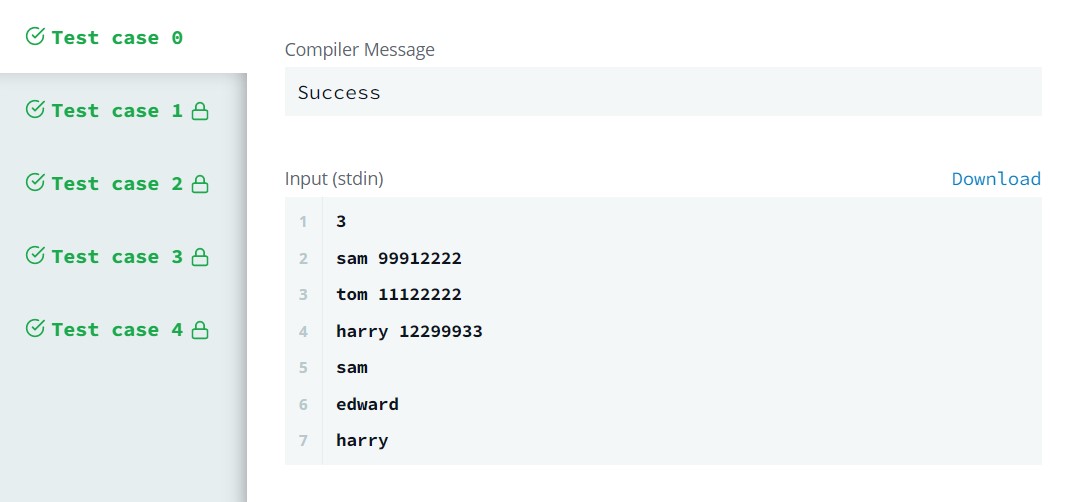 Test case 0
Test case 1
Test case 2
Test case 3
Test case 4
Compiler Message
Success
Input (stdin)
Download
1 3
2 sam 99912222
3 tom 11122222
4 harry 12299933
5 sam
6 edward
7 harry